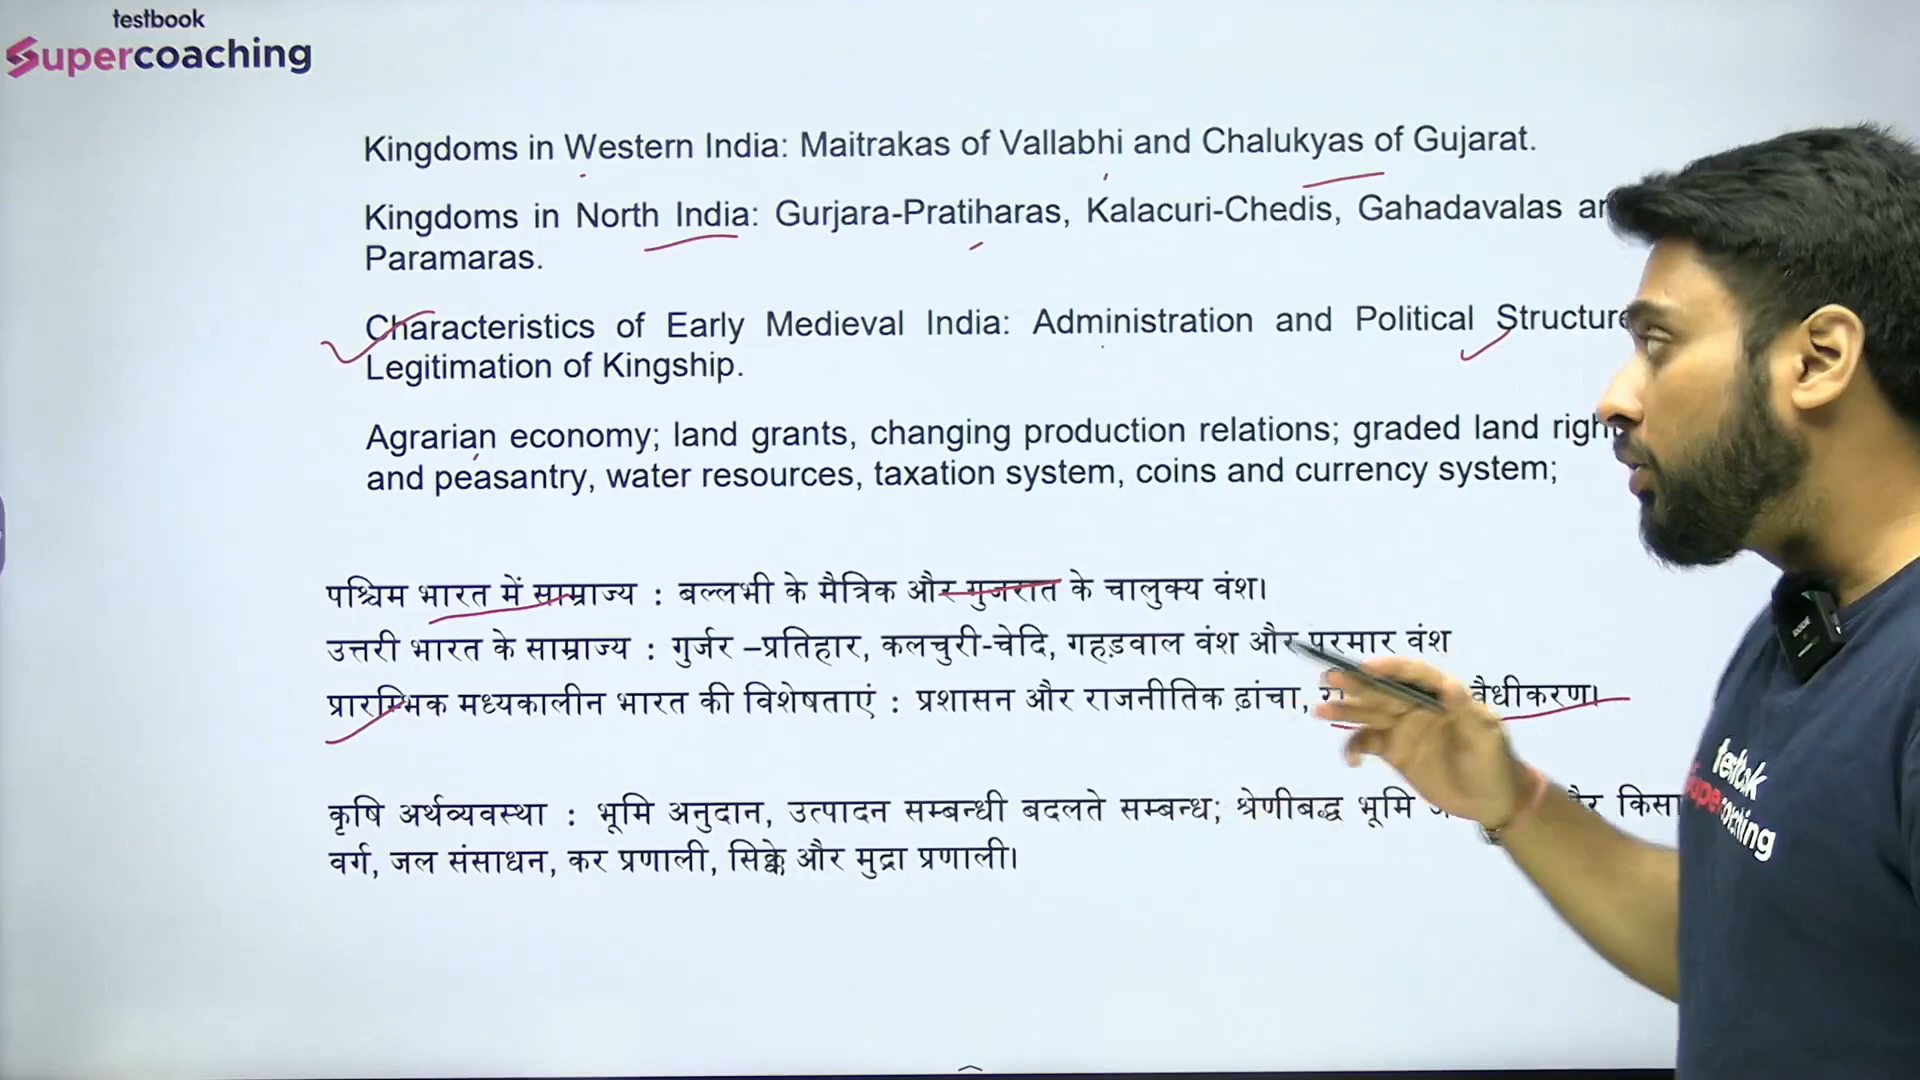 testbook
Supercoaching
Kingdoms in Western India: Maitrakas of Vallabhi and Chalukyas of Gujarat.
Kingdoms in North India: Gurjara-Pratiharas, Kalacuri-Chedis, Gahadavalas
Paramaras.
Characteristics of Early Medieval India: Administration and Political Structure
Legitimation of Kingship.
Agrarian economy; land grants, changing production relations; graded land
and peasantry, water resources, taxation system, coins and currency system;
पश्चिम भारत में साम्राज्य : बल्लभी के मैत्रिक और गुजरात के चालुक्य वंश।
उत्तरी भारत के साम्राज्य : गुर्जर –प्रतिहार, कलचुरी-चेदि, गहड़वाल वंश और परमार वंश
प्रारम्भिक मध्यकालीन भारत की विशेषताएं : प्रशासन और राजनीतिक ढ़ांचा, वैधीकरण।
कृषि अर्थव्यवस्था : भूमि अनुदान, उत्पादन सम्बन्धी बदलते सम्बन्ध; श्रेणीबद्ध भूमि
वर्ग, जल संसाधन, कर प्रणाली, सिक्के और मुद्रा प्रणाली।
testbook
Supercoaching